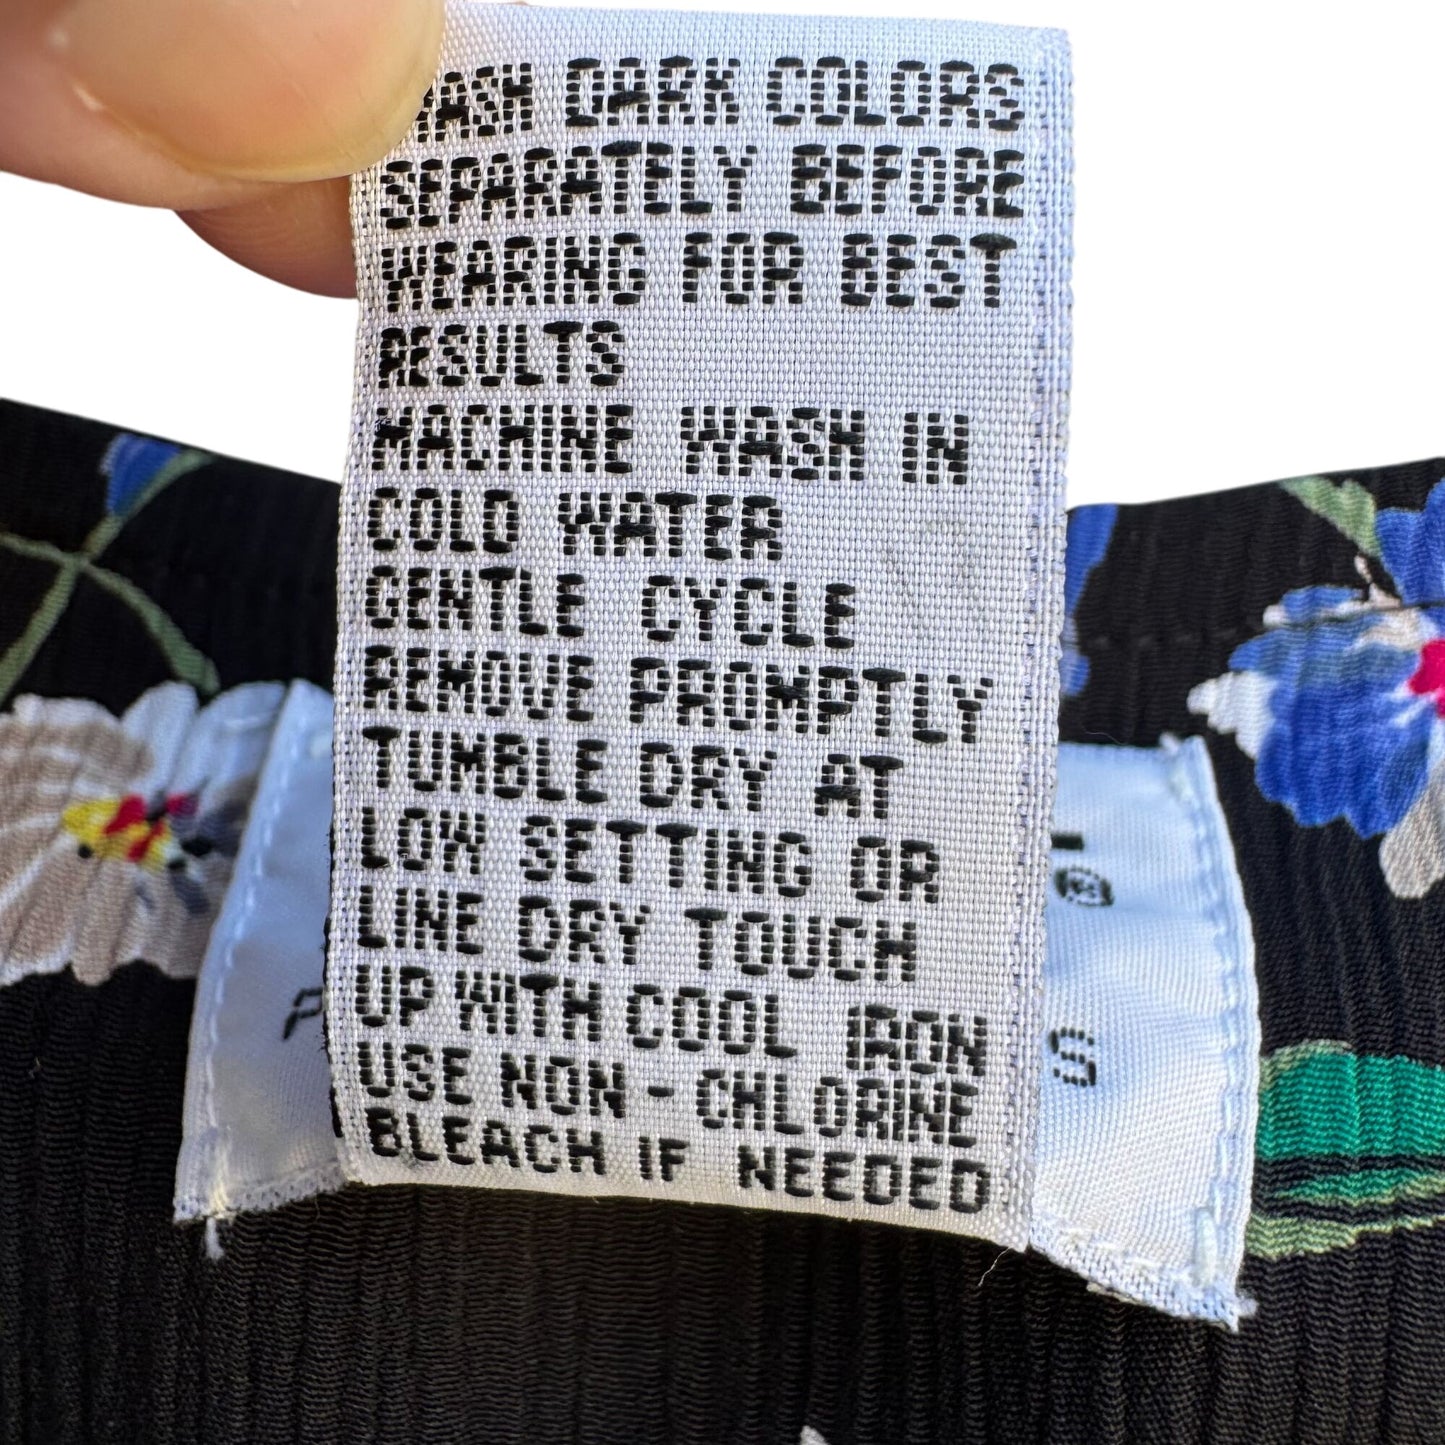 WASH DARK COLORS
SEPARATELY BEFORE
WEARING FOR BEST
RESULTS
MACHINE WASH IN
COLD WATER
GENTLE CYCLE
REMOVE PROMPTLY
TUMBLE DRY AT
LOW SETTING OR
LINE DRY TOUCH
UP WITH COOL IRON
USE NON-CHLORINE
BLEACH IF NEEDED
P
®
S